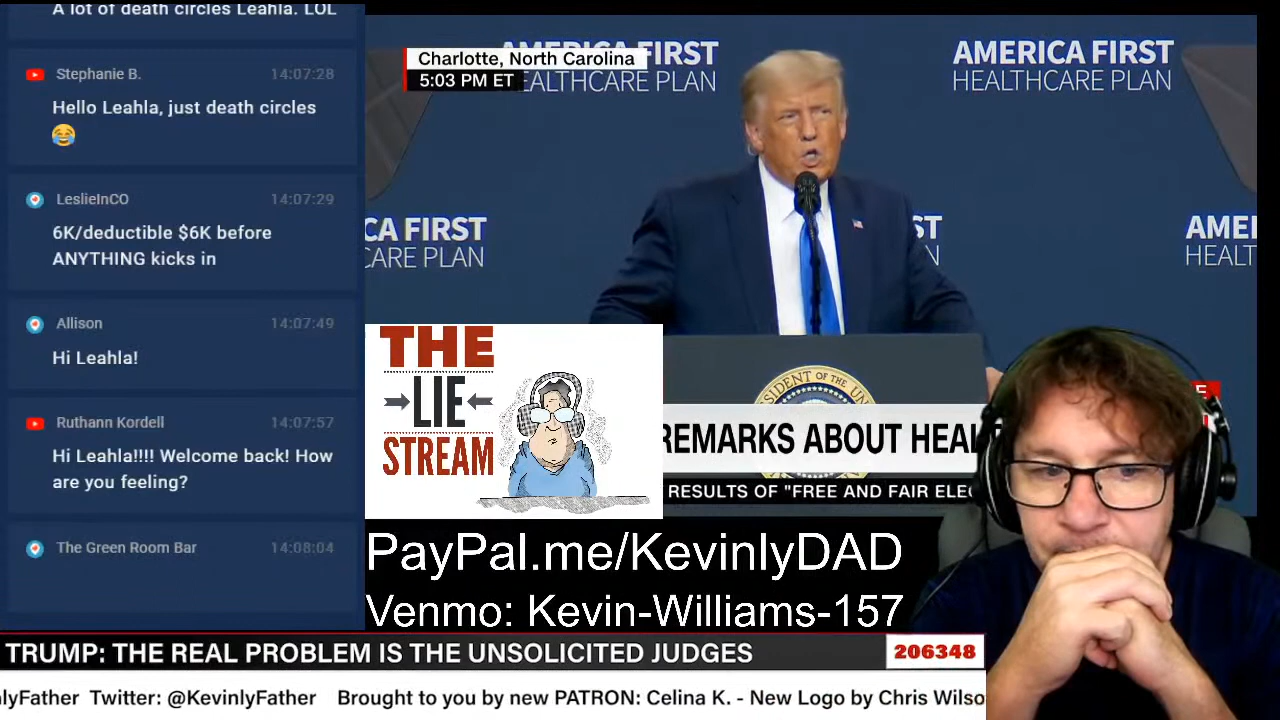 A lot of death circles Leahla. LOL
Stephanie B. 14:07:28
Hello Leahla, just death circles
😂
LeslieInCO 14:07:29
6K/deductible $6K before
ANYTHING kicks in
Allison 14:07:49
Hi Leahla!
Ruthann Kordell 14:07:57
Hi Leahla!!!! Welcome back! How
are you feeling?
The Green Room Bar 14:08:04
Charlotte, North Carolina
5:03 PM ET
AMERICA FIRST
HEALTHCARE PLAN
AMERICA FIRST
HEALTHCARE PLAN
CA FIRST
CARE PLAN
ST
AN
AMEI
HEALT
THE
LIE
STREAM
REMARKS ABOUT HEAL
RESULTS OF "FREE AND FAIR ELEC
PayPal.me/KevinlyDAD
Venmo: Kevin-Williams-157
TRUMP: THE REAL PROBLEM IS THE UNSOLICITED JUDGES
206348
nlyFather Twitter: @KevinlyFather Brought to you by new PATRON: Celina K. - New Logo by Chris Wilso